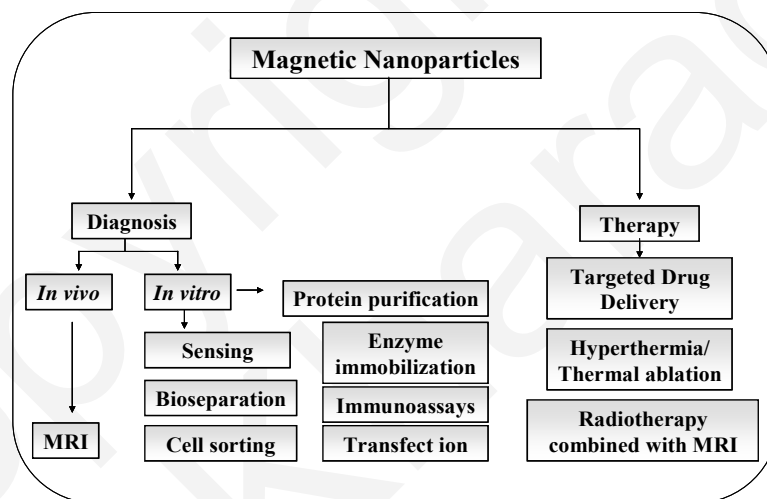 Magnetic Nanoparticles
Diagnosis
Therapy
In vivo
In vitro
MRI
Sensing
Bioseparation
Cell sorting
Protein purification
Enzyme
immobilization
Immunoassays
Transfect ion
Targeted Drug
Delivery
Hyperthermia/
Thermal ablation
Radiotherapy
combined with MRI